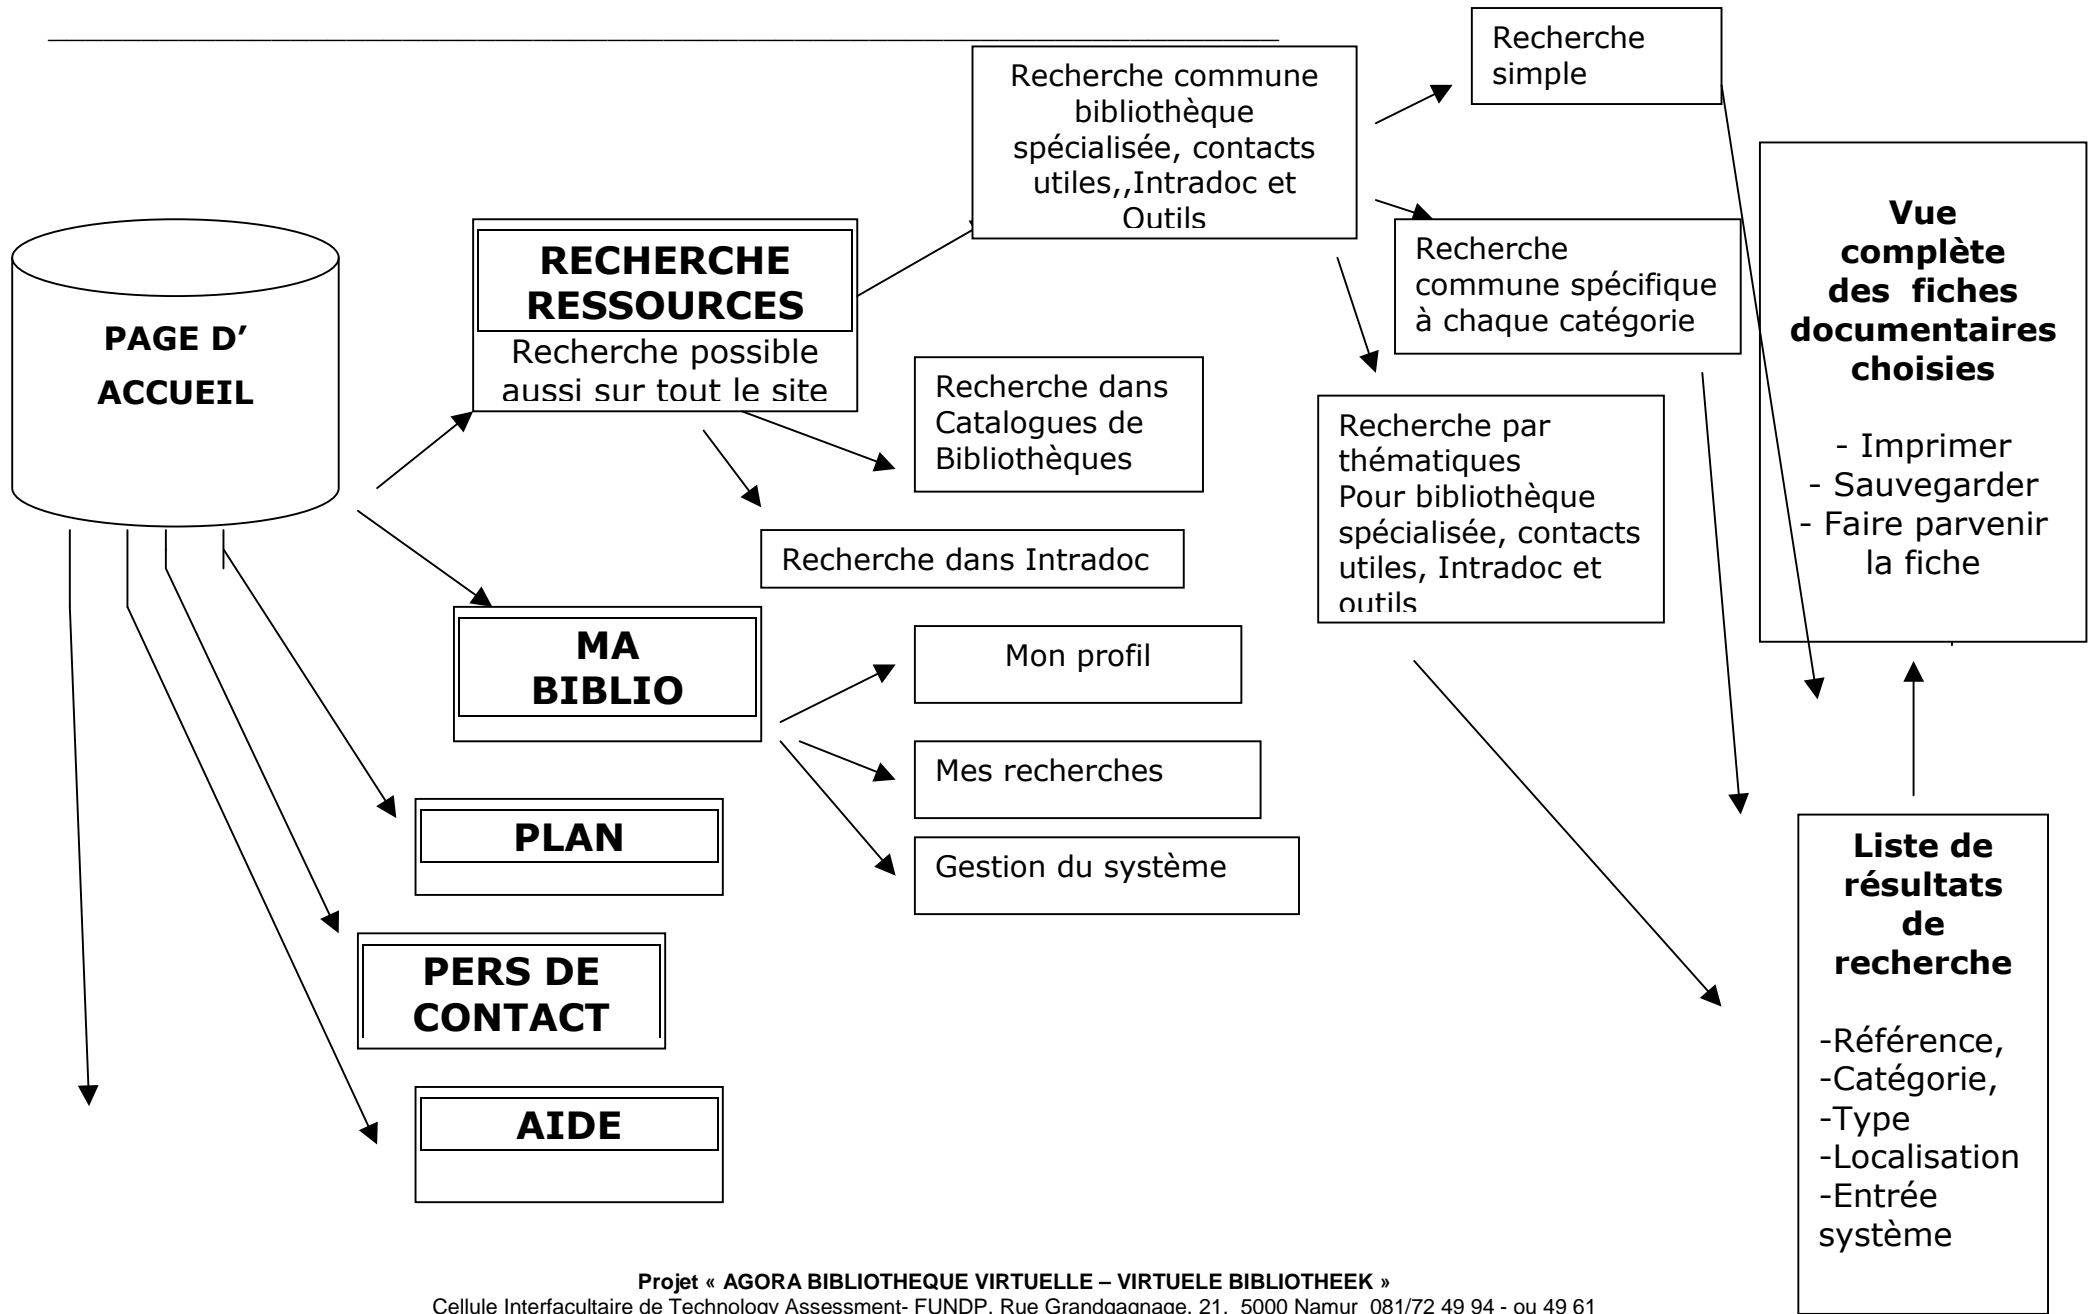 PAGE D’
ACCUEIL
RECHERCHE
RESSOURCES
Recherche possible
aussi sur tout le site
Recherche commune
bibliothèque
spécialisée, contacts
utiles,,Intradoc et
Outils
Recherche
simple
Recherche
commune spécifique
à chaque catégorie
Recherche par
thématiques
Pour bibliothèque
spécialisée, contacts
utiles, Intradoc et
outils
Recherche dans
Catalogues de
Bibliothèques
Recherche dans Intradoc
MA
BIBLIO
Mon profil
Mes recherches
Gestion du système
PLAN
PERS DE
CONTACT
AIDE
Vue
complète
des fiches
documentaires
choisies
- Imprimer
- Sauvegarder
- Faire parvenir
la fiche
Liste de
résultats
de
recherche
-Référence,
-Catégorie,
-Type
-Localisation
-Entrée
système
Projet « AGORA BIBLIOTHEQUE VIRTUELLE – VIRTUELE BIBLIOTHEEK »
Cellule Interfacultaire de Technology Assessment- FUNDP, Rue Grandgagnage, 21, 5000 Namur 081/72 49 94 - ou 49 61